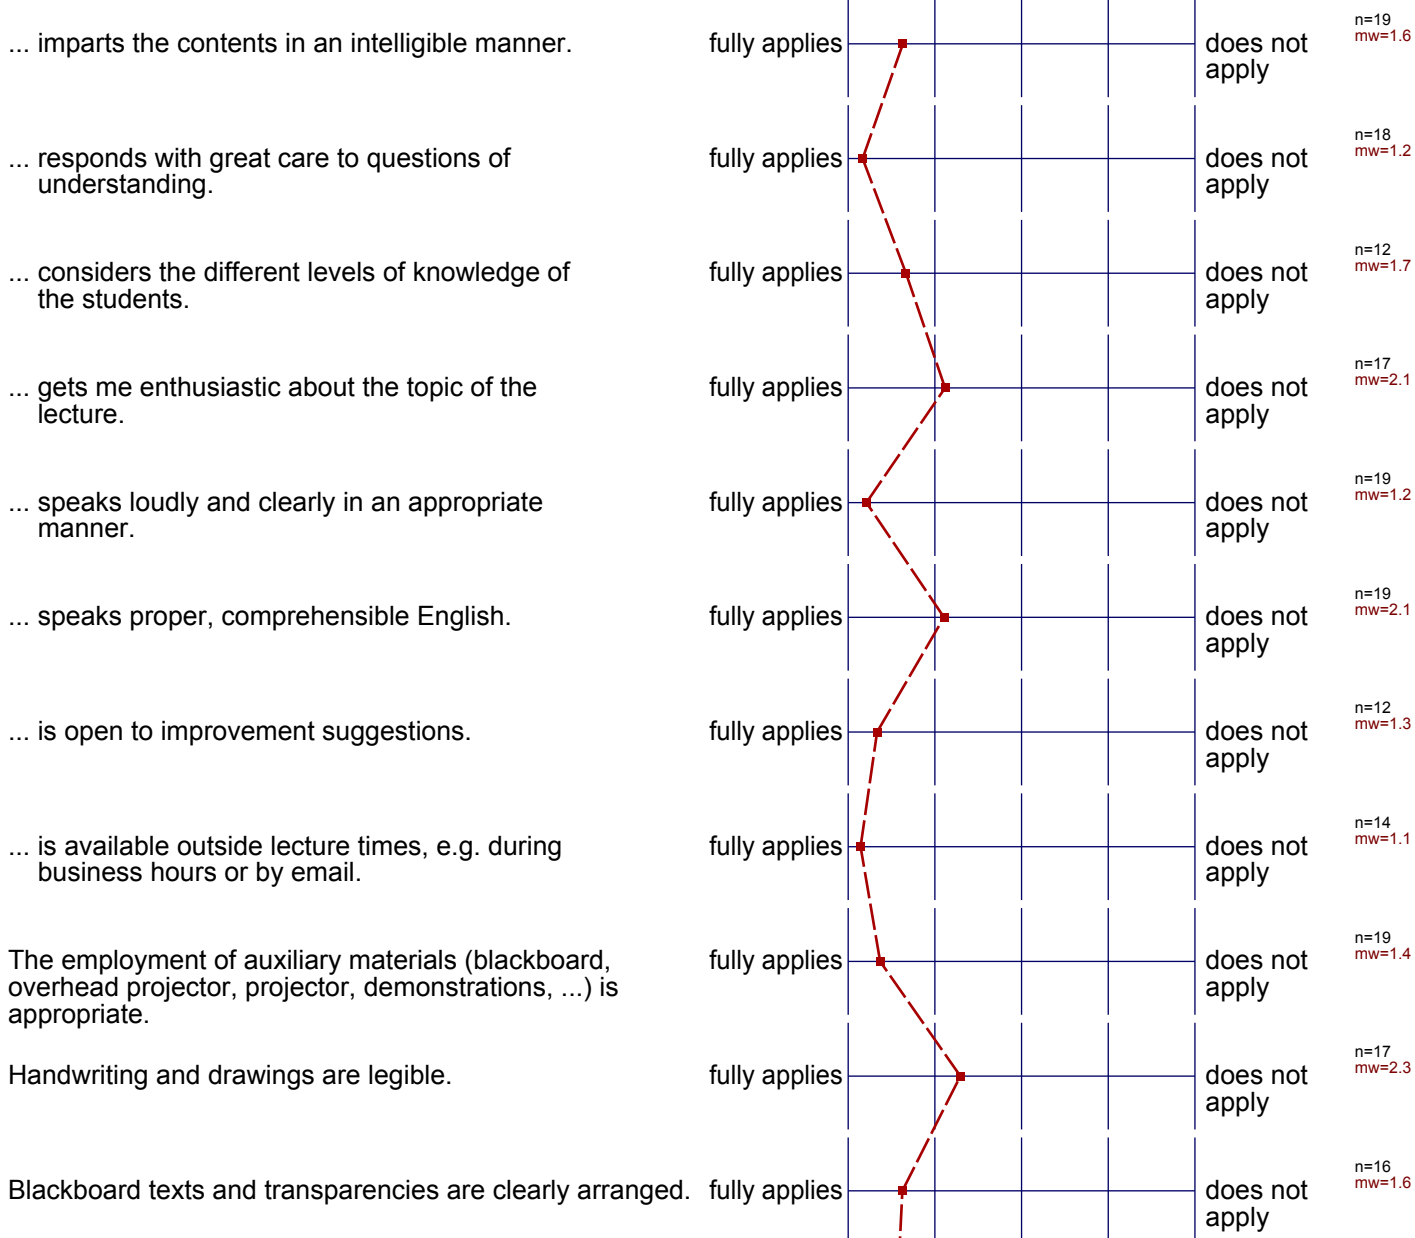 ... imparts the contents in an intelligible manner. fully applies does not apply n=19 mw=1.6
... responds with great care to questions of understanding. fully applies does not apply n=18 mw=1.2
... considers the different levels of knowledge of the students. fully applies does not apply n=12 mw=1.7
... gets me enthusiastic about the topic of the lecture. fully applies does not apply n=17 mw=2.1
... speaks loudly and clearly in an appropriate manner. fully applies does not apply n=19 mw=1.2
... speaks proper, comprehensible English. fully applies does not apply n=19 mw=2.1
... is open to improvement suggestions. fully applies does not apply n=12 mw=1.3
... is available outside lecture times, e.g. during business hours or by email. fully applies does not apply n=14 mw=1.1
The employment of auxiliary materials (blackboard, overhead projector, projector, demonstrations, ...) is appropriate. fully applies does not apply n=19 mw=1.4
Handwriting and drawings are legible. fully applies does not apply n=17 mw=2.3
Blackboard texts and transparencies are clearly arranged. fully applies does not apply n=16 mw=1.6